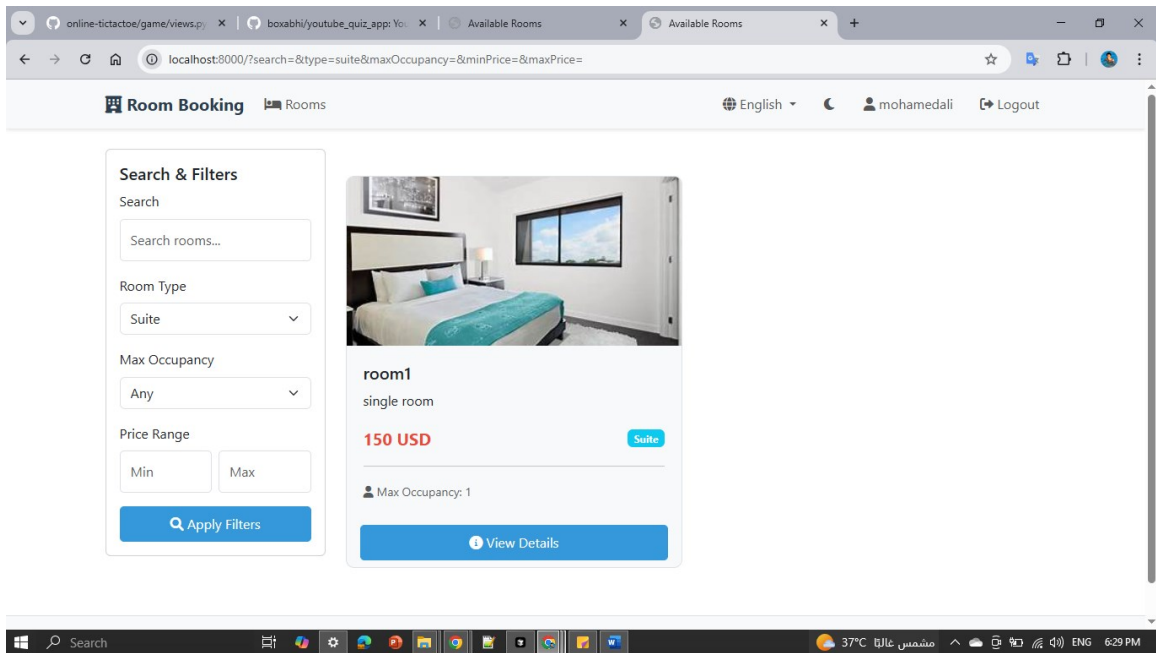 online-tictactoe/game/views.py
boxabhi/youtube_quiz_app: You
Available Rooms
Available Rooms
localhost:8000/?search=&type=suite&maxOccupancy=&minPrice=&maxPrice=
Room Booking
Rooms
English
mohamedali
Logout
Search & Filters
Search
Search rooms...
Room Type
Suite
Max Occupancy
Any
Price Range
Min
Max
Apply Filters
room1
single room
150 USD
Suite
Max Occupancy: 1
View Details
Search
37°C مشمس غالبًا
ENG
6:29 PM